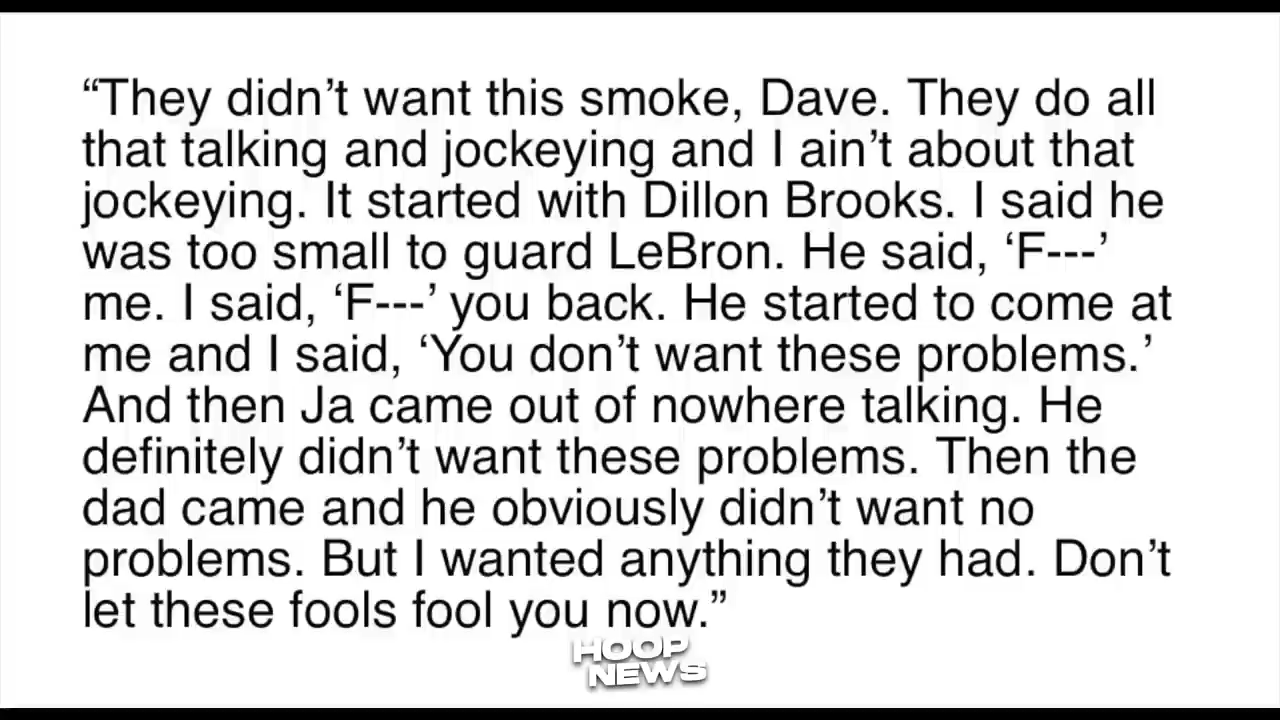 “They didn’t want this smoke, Dave. They do all
that talking and jockeying and I ain’t about that
jockeying. It started with Dillon Brooks. I said he
was too small to guard LeBron. He said, ‘F---’
me. I said, ‘F---’ you back. He started to come at
me and I said, ‘You don’t want these problems.’
And then Ja came out of nowhere talking. He
definitely didn’t want these problems. Then the
dad came and he obviously didn’t want no
problems. But I wanted anything they had. Don’t
let these fools fool you now.”
HOOP
NEWS